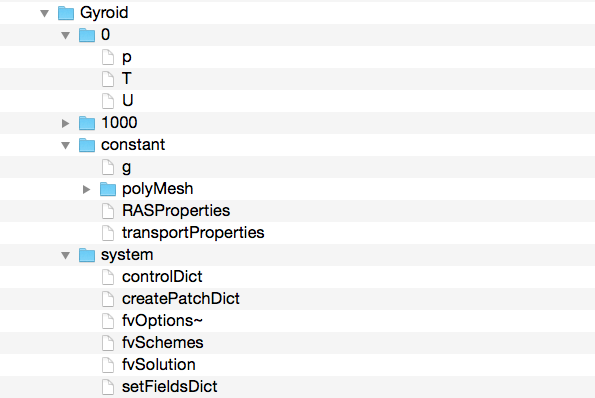 Gyroid
0
p
T
U
1000
constant
g
polyMesh
RASProperties
transportProperties
system
controlDict
createPatchDict
fvOptions~
fvSchemes
fvSolution
setFieldsDict